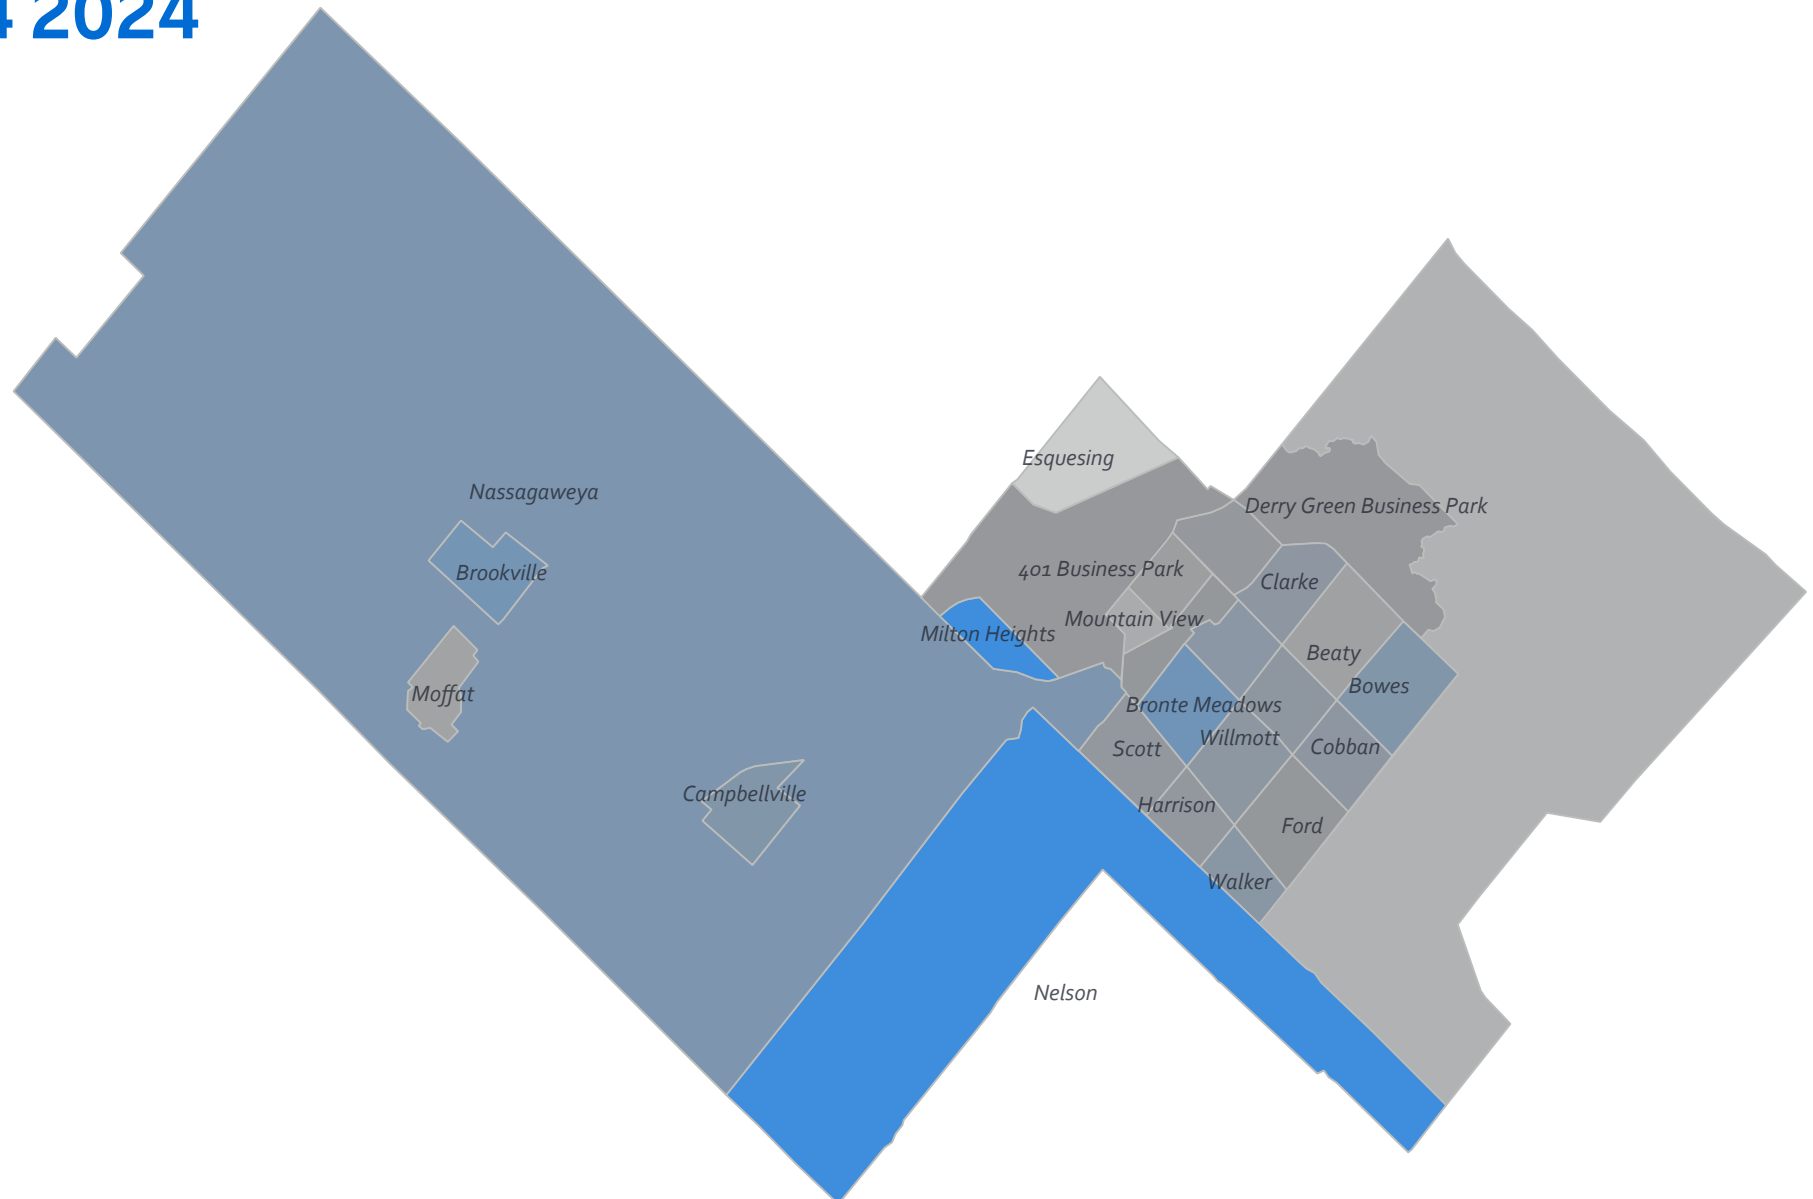 4 2024
Esquesing
Nassagaweya
Derry Green Business Park
Brookville
401 Business Park
Clarke
Mountain View
Milton Heights
Beaty
Bowes
Moffat
Bronte Meadows
Willmott
Scott
Cobban
Campbellville
Harrison
Ford
Walker
Nelson